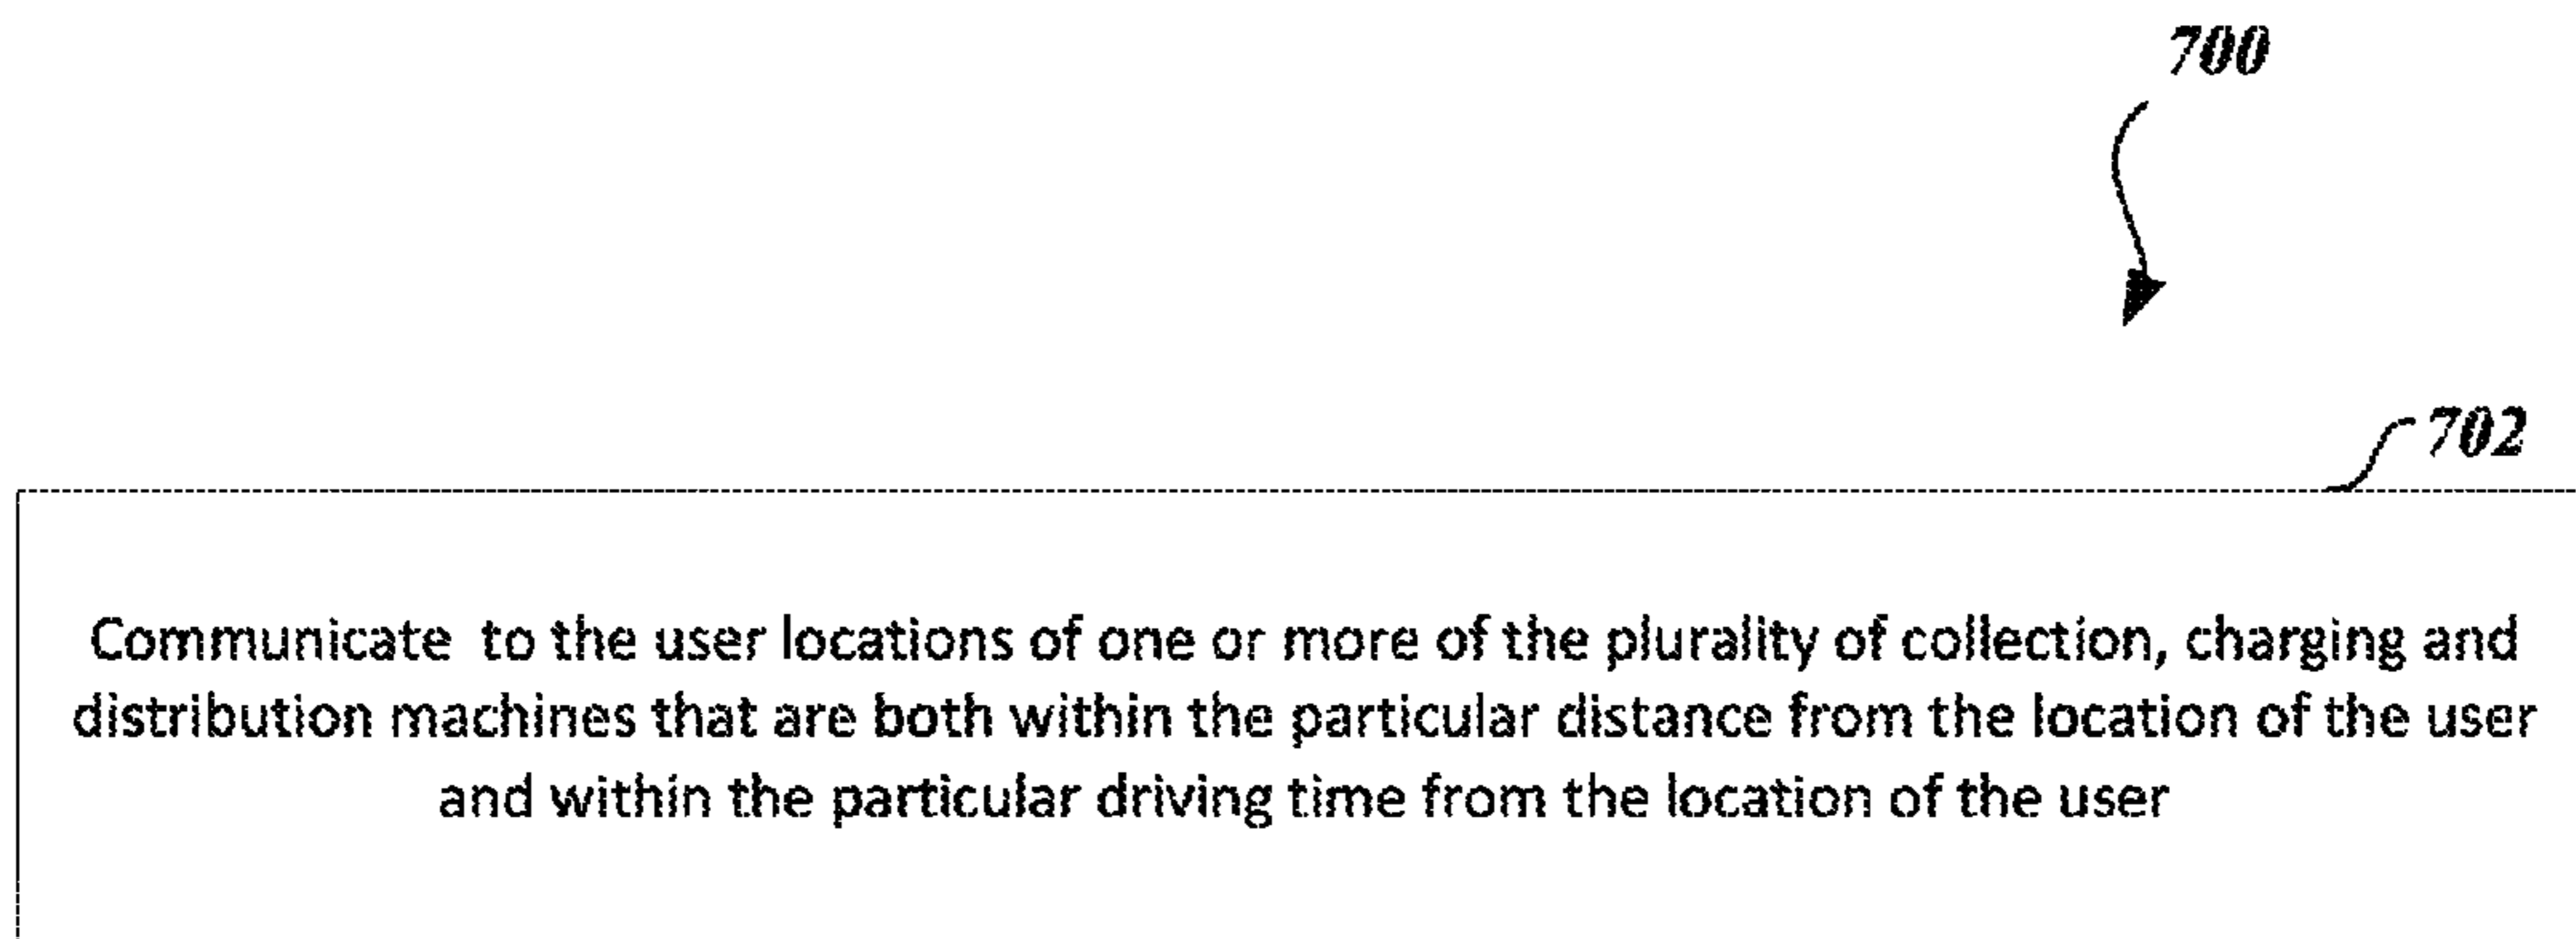 700
702
Communicate to the user locations of one or more of the plurality of collection, charging and
distribution machines that are both within the particular distance from the location of the user
and within the particular driving time from the location of the user